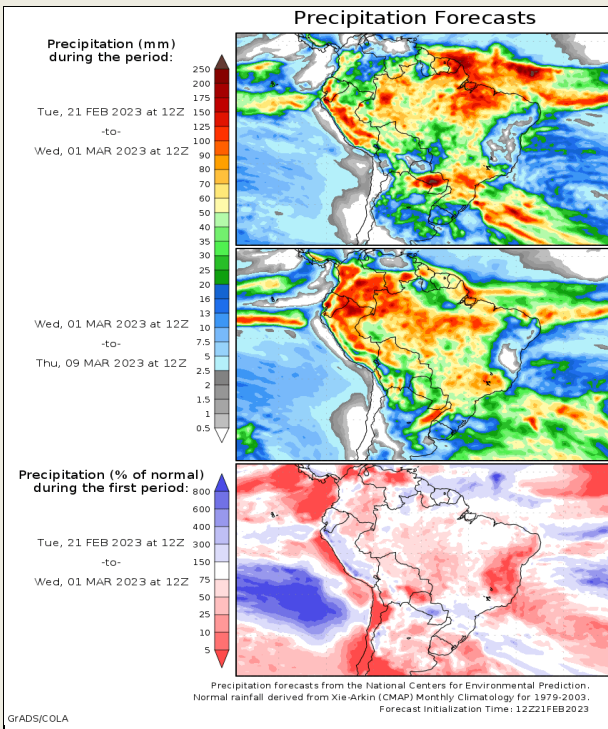 Precipitation Forecasts
Precipitation (mm)
during the period:
Tue, 21 FEB 2023 at 12Z
-to-
Wed, 01 MAR 2023 at 12Z
250
200
175
150
125
100
90
80
70
60
50
40
35
30
25
20
16
13
10
7.5
5
2.5
2
1.5
1
0.5
Wed, 01 MAR 2023 at 12Z
-to-
Thu, 09 MAR 2023 at 12Z
Precipitation (% of normal)
during the first period:
Tue, 21 FEB 2023 at 12Z
-to-
Wed, 01 MAR 2023 at 12Z
800
600
400
300
150
75
50
25
10
5
Precipitation forecasts from the National Centers for Environmental Prediction.
Normal rainfall derived from Xie-Arkin (CMAP) Monthly Climatology for 1979-2003.
Forecast Initialization Time: 12Z21FEB2023
GrADS/COLA